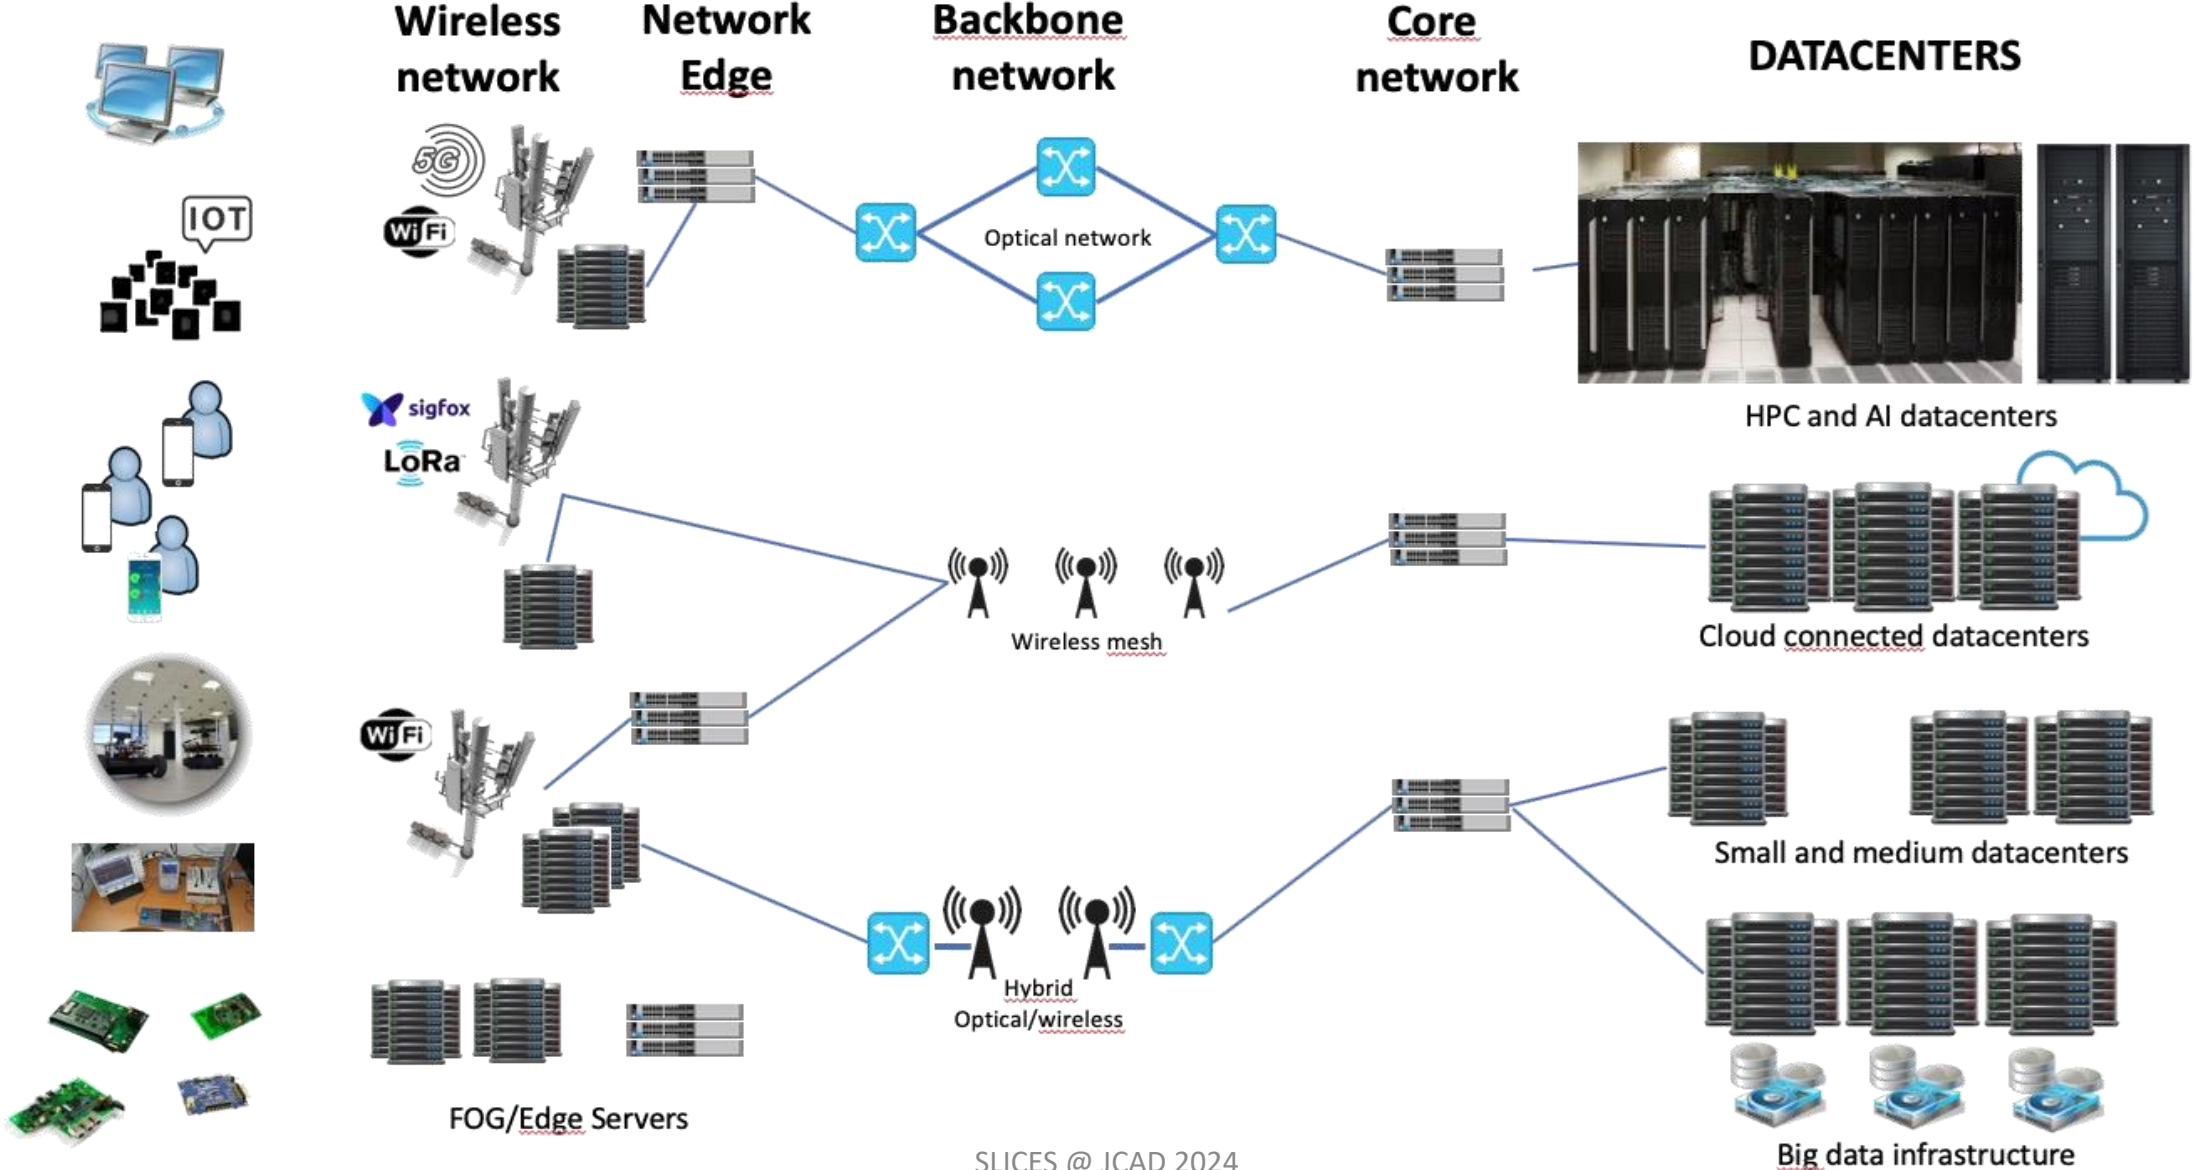 Wireless
network
Network
Edge
Backbone
network
Core
network
DATACENTERS
5G
WiFi
IOT
Optical network
HPC and AI datacenters
sigfox
LoRa
Wireless mesh
Cloud connected datacenters
WiFi
Small and medium datacenters
Hybrid
Optical/wireless
FOG/Edge Servers
Big data infrastructure
SLICES @ JCAD 2024